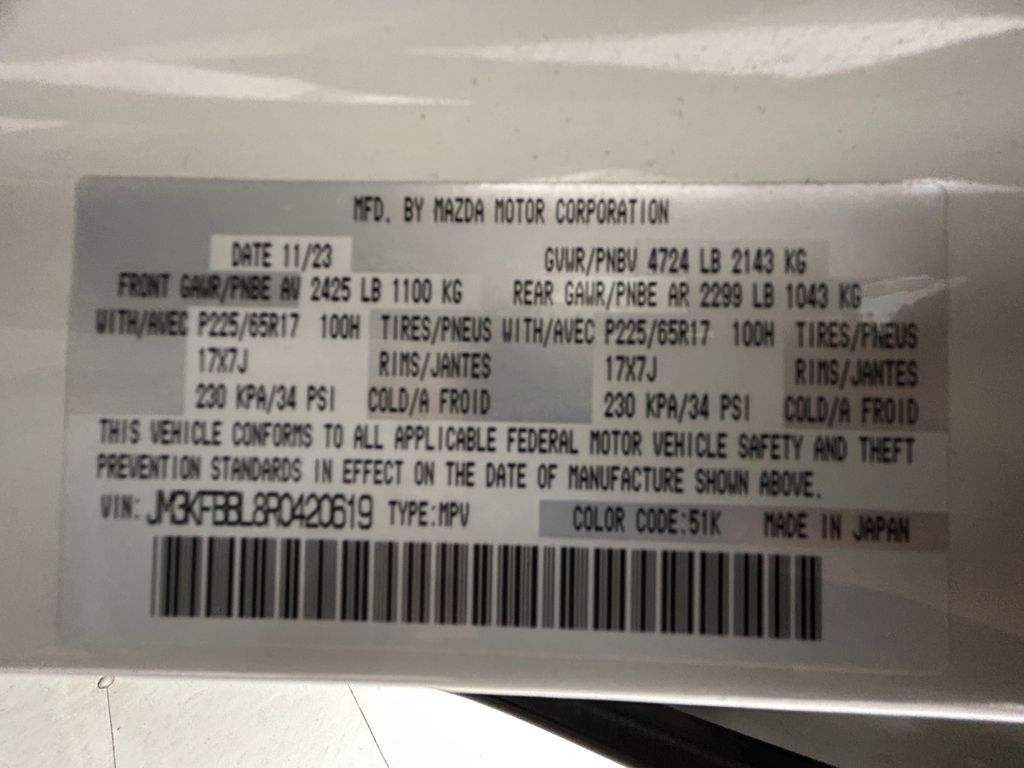 MFD. BY MAZDA MOTOR CORPORATION
DATE 11/23 GVWR/PNBV 4724 LB 2143 KG
FRONT GAWR/PNBE AV 2425 LB 1100 KG REAR GAWR/PNBE AR 2299 LB 1043 KG
WITH/AVEC P225/65R17 100H TIRES/PNEUS WITH/AVEC P225/65R17 100H TIRES/PNEUS
17X7J RIMS/JANTES 17X7J RIMS/JANTES
230 KPA/34 PSI COLD/A FROID 230 KPA/34 PSI COLD/A FROID
THIS VEHICLE CONFORMS TO ALL APPLICABLE FEDERAL MOTOR VEHICLE SAFETY AND THEFT
PREVENTION STANDARDS IN EFFECT ON THE DATE OF MANUFACTURE SHOWN ABOVE.
VIN: JM3KFBBL8R0420619 TYPE:MPV COLOR CODE:51K MADE IN JAPAN